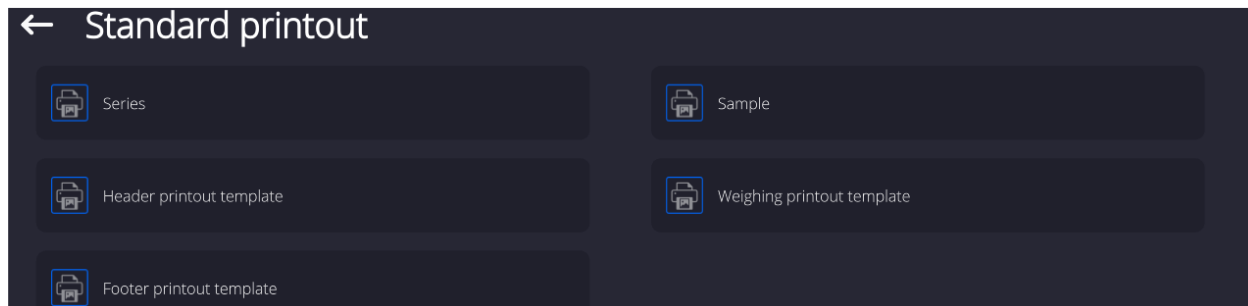 Standard printout
Series
Sample
Header printout template
Weighing printout template
Footer printout template